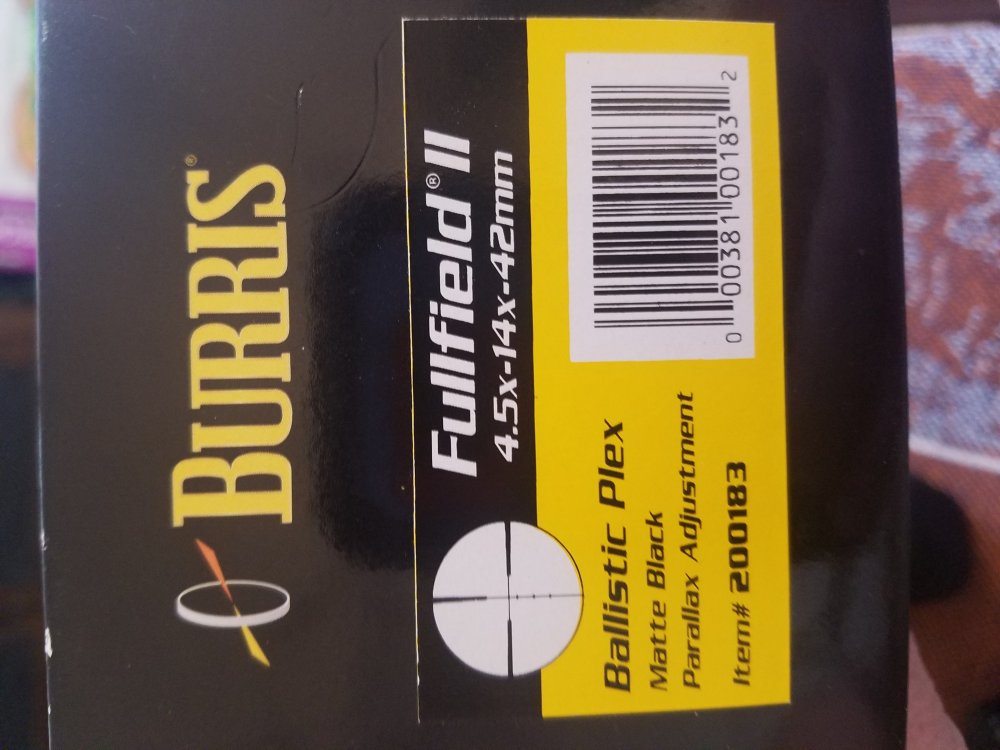 BURRIS®
Fullfield® II
4.5x-14x-42mm
Ballistic Plex
Matte Black
Parallax Adjustment
Item# 200183
0 00381 00183 2